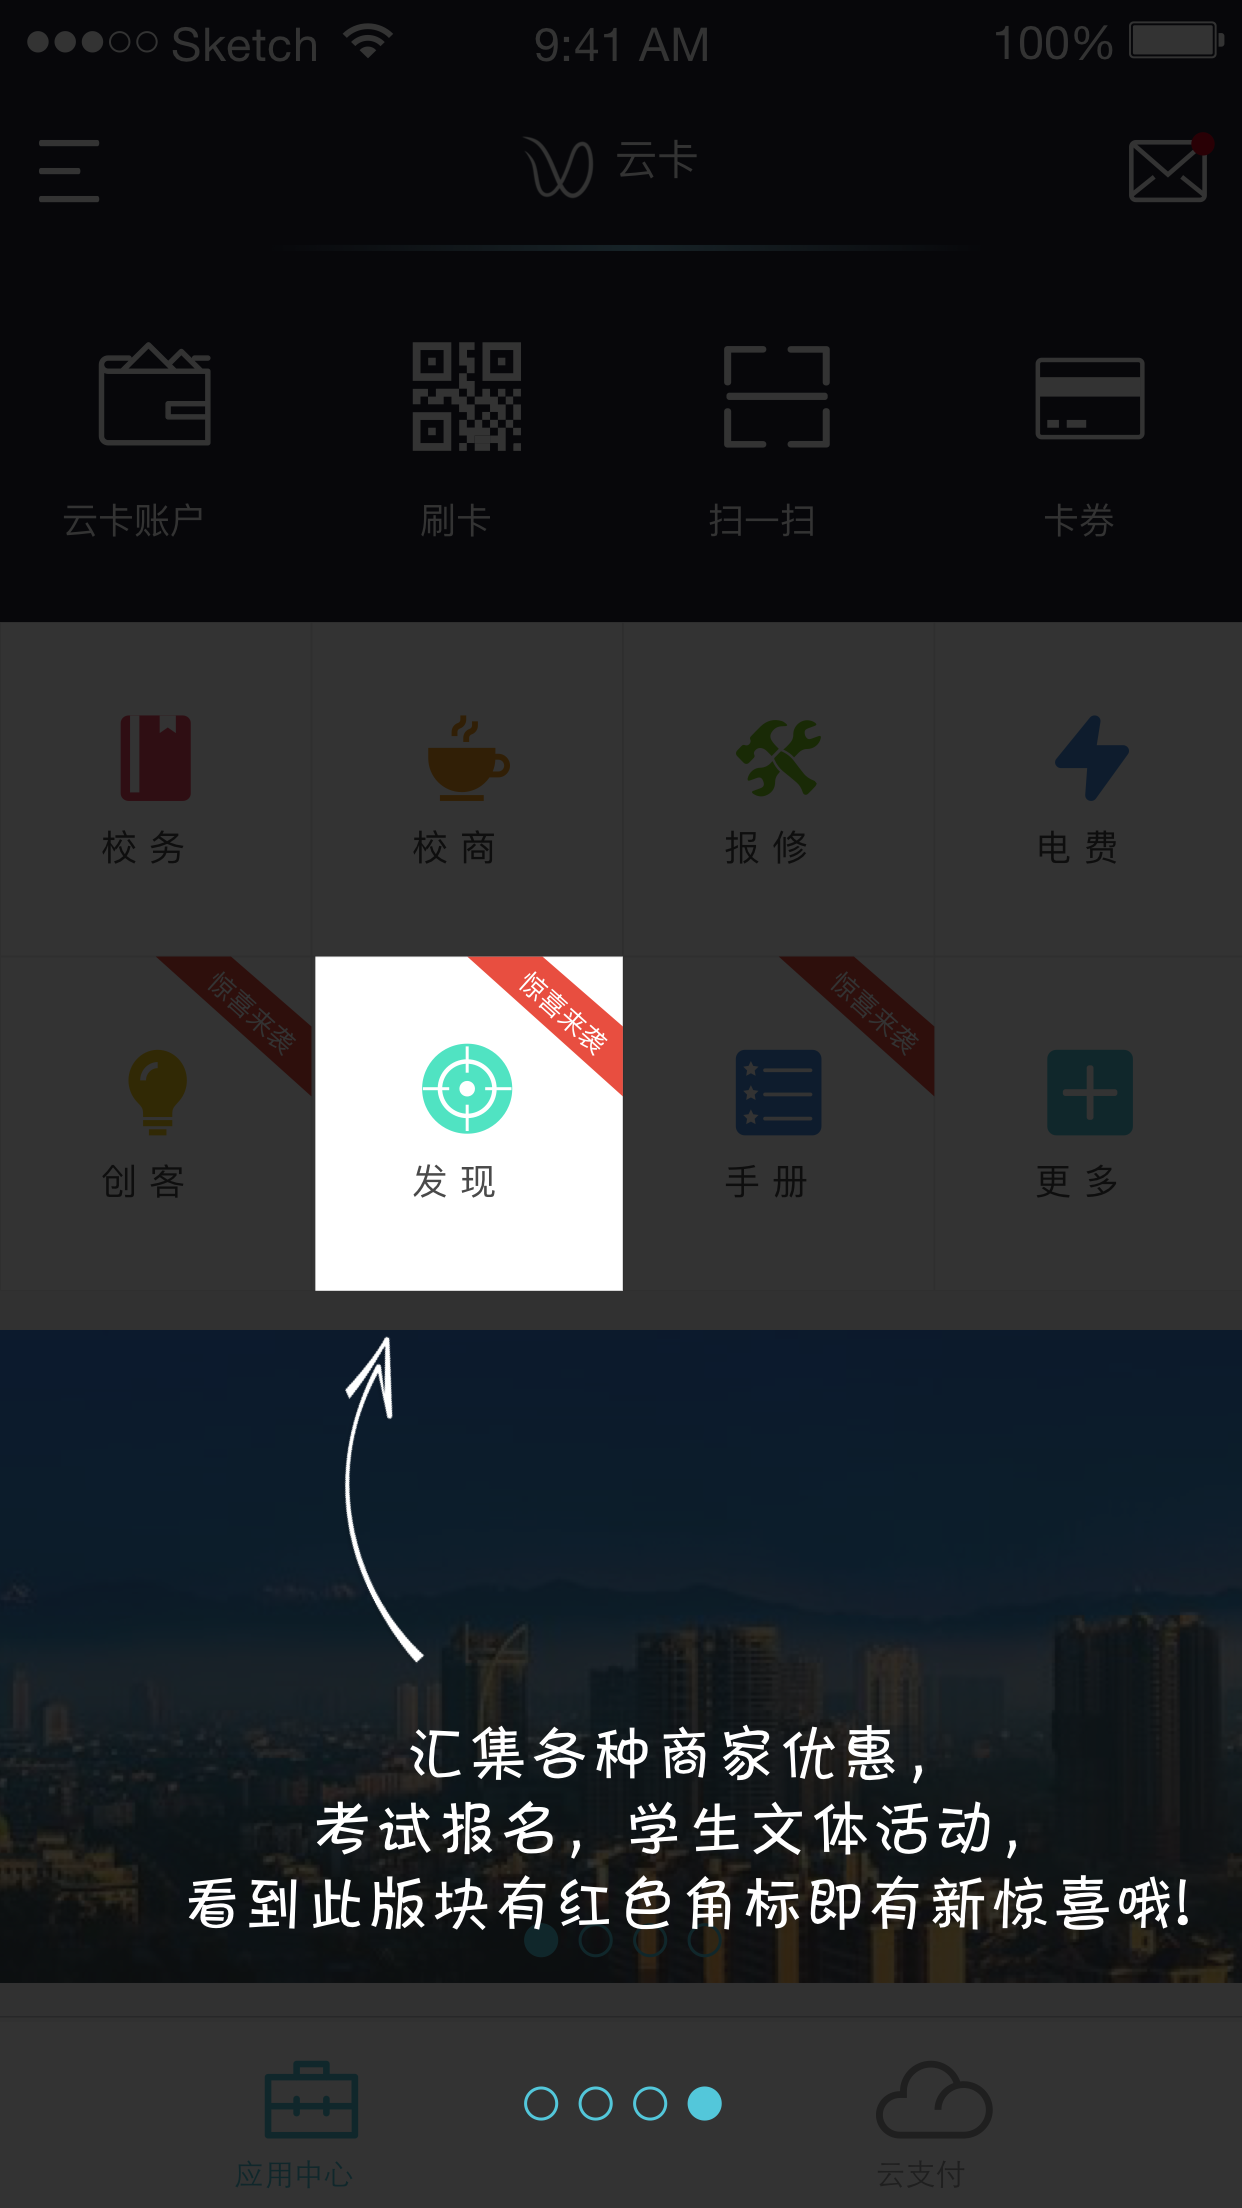 Sketch 9:41 AM 100%
云卡
云卡账户 刷卡 扫一扫 卡券
校务 校商 报修 电费
惊喜来袭 惊喜来袭 惊喜来袭
创客 发现 手册 更多
汇集各种商家优惠，
考试报名，学生文体活动，
看到此版块有红色角标即有新惊喜哦！
应用中心 云支付